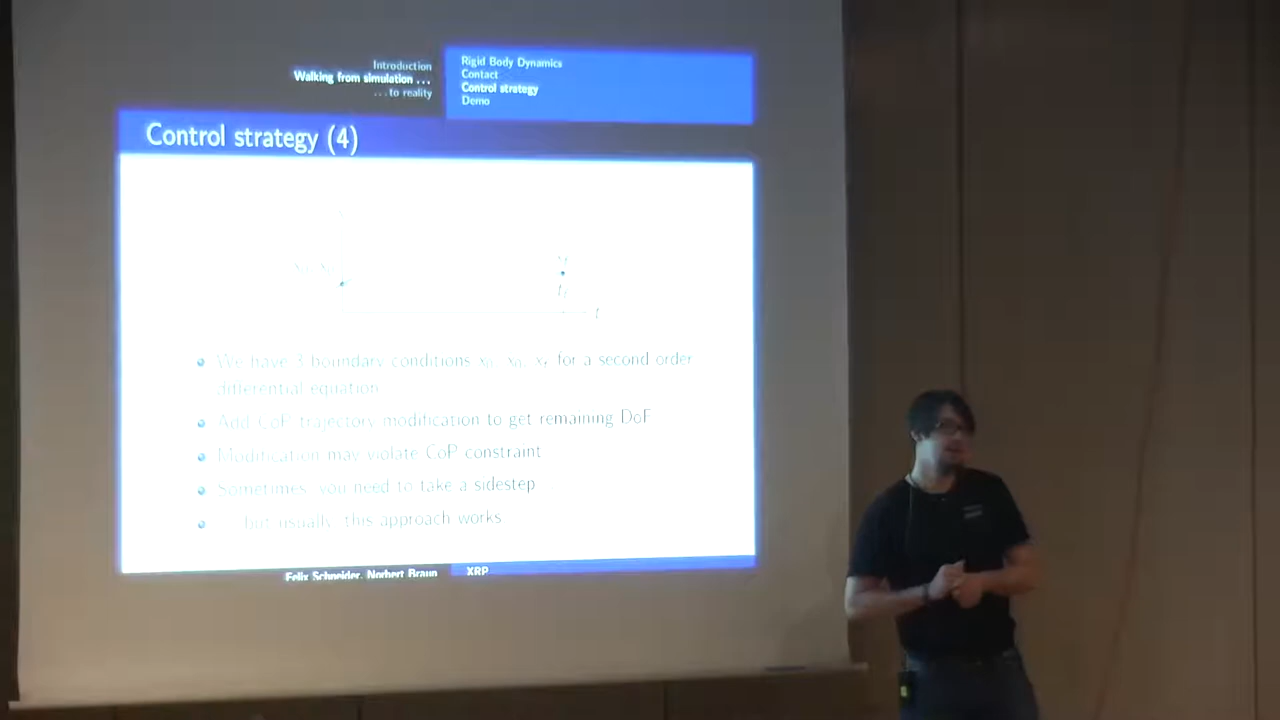 Introduction
Walking from simulation ...
... to reality
Rigid Body Dynamics
Contact
Control strategy
Demo
Control strategy (4)
t
We have 3 boundary conditions for a second order
differential equation
Add CoP trajectory modification to get remaining DoF
Modification may violate CoP constraint
Sometimes, you need to take a sidestep
but usually, this approach works
Felix Schneider, Norbert Braun
XRP